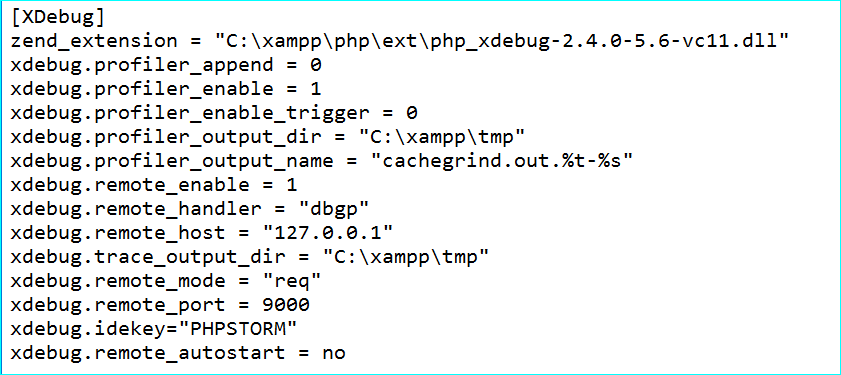 [XDebug]
zend_extension = "C:\xampp\php\ext\php_xdebug-2.4.0-5.6-vc11.dll"
xdebug.profiler_append = 0
xdebug.profiler_enable = 1
xdebug.profiler_enable_trigger = 0
xdebug.profiler_output_dir = "C:\xampp\tmp"
xdebug.profiler_output_name = "cachegrind.out.%t-%s"
xdebug.remote_enable = 1
xdebug.remote_handler = "dbgp"
xdebug.remote_host = "127.0.0.1"
xdebug.trace_output_dir = "C:\xampp\tmp"
xdebug.remote_mode = "req"
xdebug.remote_port = 9000
xdebug.idekey="PHPSTORM"
xdebug.remote_autostart = no